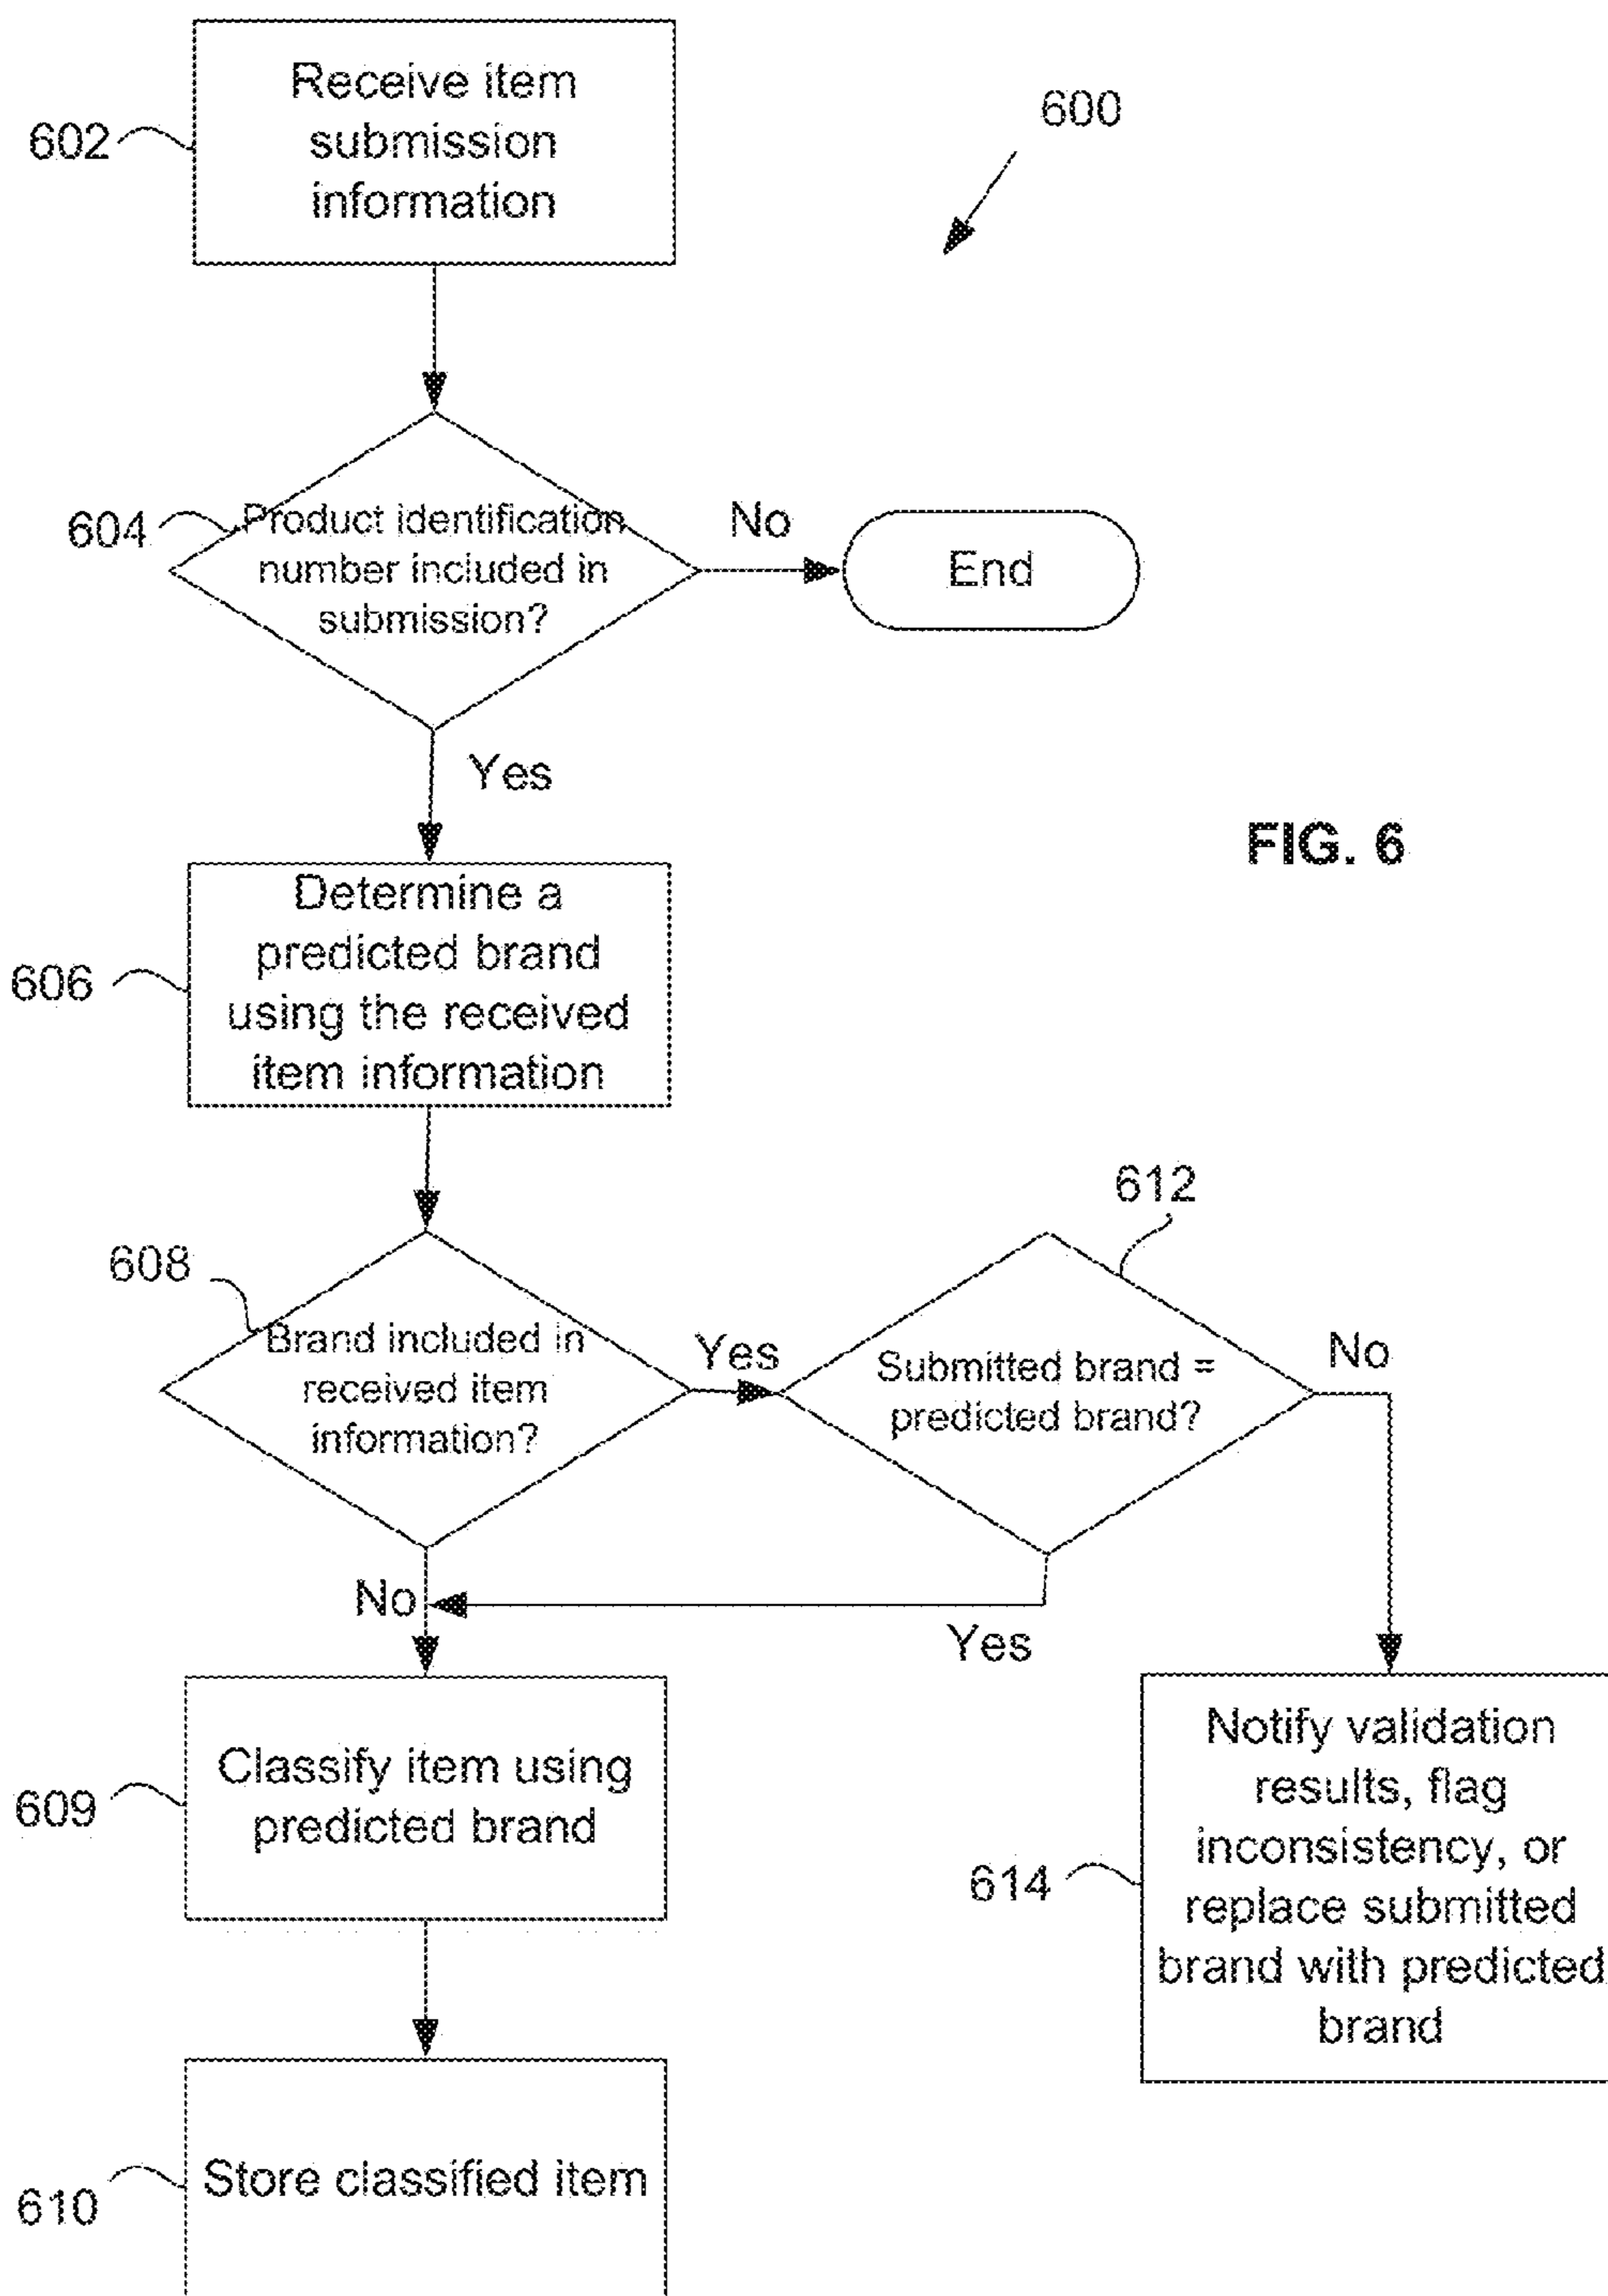 Receive item
submission
information
602
600
604
Product identification
number included in
submission?
No
End
Yes
FIG. 6
Determine a
predicted brand
using the received
item information
606
612
608
Brand included in
received item
information?
Yes
Submitted brand =
predicted brand?
No
No
Yes
Classify item using
predicted brand
609
Notify validation
results, flag
inconsistency, or
replace submitted
brand with predicted
brand
614
Store classified item
610